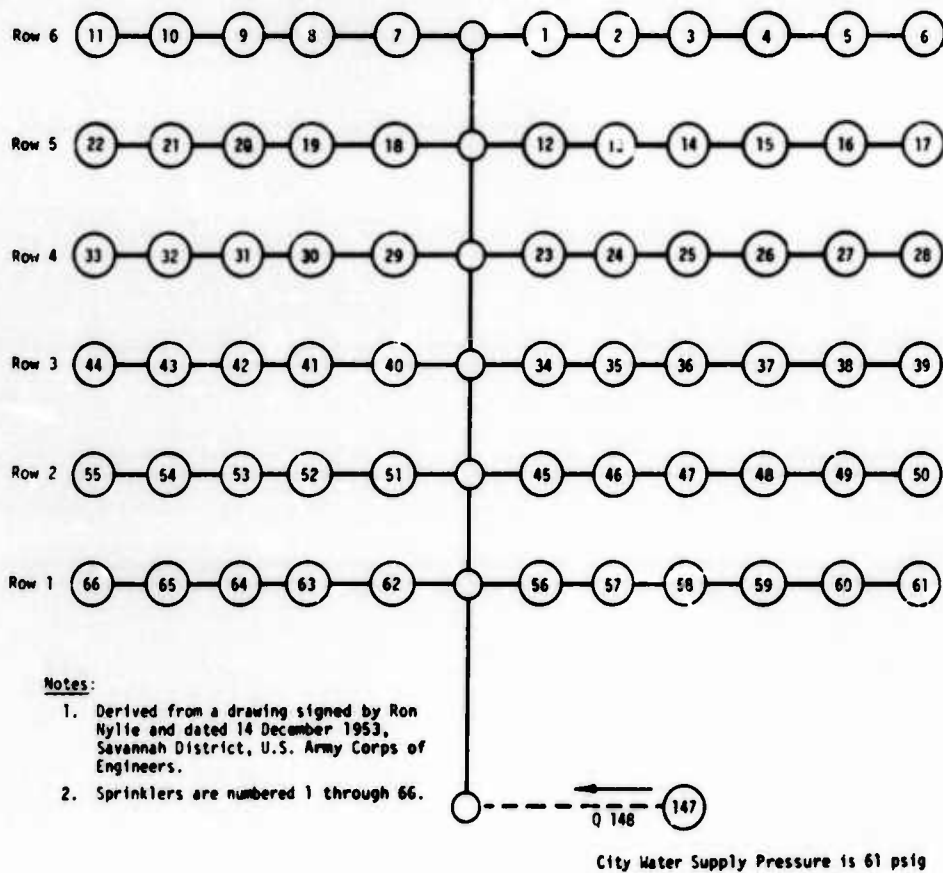 Row 6 11 10 9 8 7 1 2 3 4 5 6
Row 5 22 21 20 19 18 12 14 15 16 17
Row 4 33 32 31 30 29 23 24 25 26 27 28
Row 3 44 43 42 41 40 34 35 36 37 38 39
Row 2 55 54 53 52 51 45 46 47 48 49 50
Row 1 66 65 64 63 62 56 57 58 59 60 61
Notes:
1. Derived from a drawing signed by Ron
Nylie and dated 14 December 1953,
Savannah District, U.S. Army Corps of
Engineers.
2. Sprinklers are numbered 1 through 66.
147
Q 148
City Water Supply Pressure is 61 psig